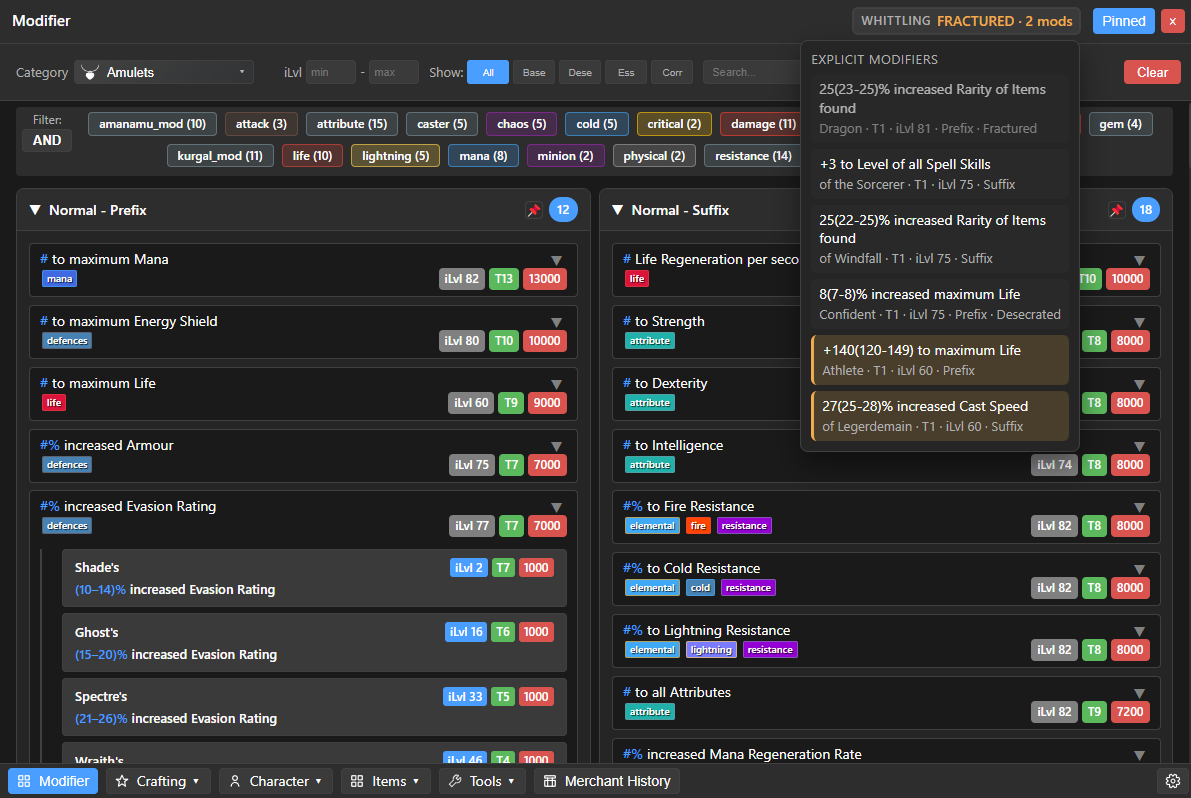 Modifier
WHITTLING FRACTURED · 2 mods
Pinned
x
Category
Amulets
iLvl min - max
Show: All Base Dese Ess Corr
Search...
Clear
EXPLICIT MODIFIERS
25(23-25)% increased Rarity of Items
found
Dragon · T1 · iLvl 81 · Prefix · Fractured
+3 to Level of all Spell Skills
of the Sorcerer · T1 · iLvl 75 · Suffix
25(22-25)% increased Rarity of Items
found
of Windfall · T1 · iLvl 75 · Suffix
8(7-8)% increased maximum Life
Confident · T1 · iLvl 75 · Prefix · Desecrated
+140(120-149) to maximum Life
Athlete · T1 · iLvl 60 · Prefix
27(25-28)% increased Cast Speed
of Legerdemain · T1 · iLvl 60 · Suffix
Filter:
AND
amanamu_mod (10) attack (3) attribute (15) caster (5) chaos (5) cold (5) critical (2) damage (11) gem (4)
kurgal_mod (11) life (10) lightning (5) mana (8) minion (2) physical (2) resistance (14)
Normal - Prefix
12
# to maximum Mana
mana
iLvl 82 T13 13000
# to maximum Energy Shield
defences
iLvl 80 T10 10000
# to maximum Life
life
iLvl 60 T9 9000
#% increased Armour
defences
iLvl 75 T7 7000
#% increased Evasion Rating
defences
iLvl 77 T7 7000
Shade's
iLvl 2 T7 1000
(10–14)% increased Evasion Rating
Ghost's
iLvl 16 T6 1000
(15–20)% increased Evasion Rating
Spectre's
iLvl 33 T5 1000
(21–26)% increased Evasion Rating
Wraith's
iLvl 46 T4 1000
Normal - Suffix
18
# Life Regeneration per seco
life
T10 10000
# to Strength
attribute
T8 8000
# to Dexterity
attribute
T8 8000
# to Intelligence
attribute
iLvl 74 T8 8000
#% to Fire Resistance
elemental fire resistance
iLvl 82 T8 8000
#% to Cold Resistance
elemental cold resistance
iLvl 82 T8 8000
#% to Lightning Resistance
elemental lightning resistance
iLvl 82 T8 8000
# to all Attributes
attribute
iLvl 82 T9 7200
#% increased Mana Regeneration Rate
Modifier
Crafting
Character
Items
Tools
Merchant History